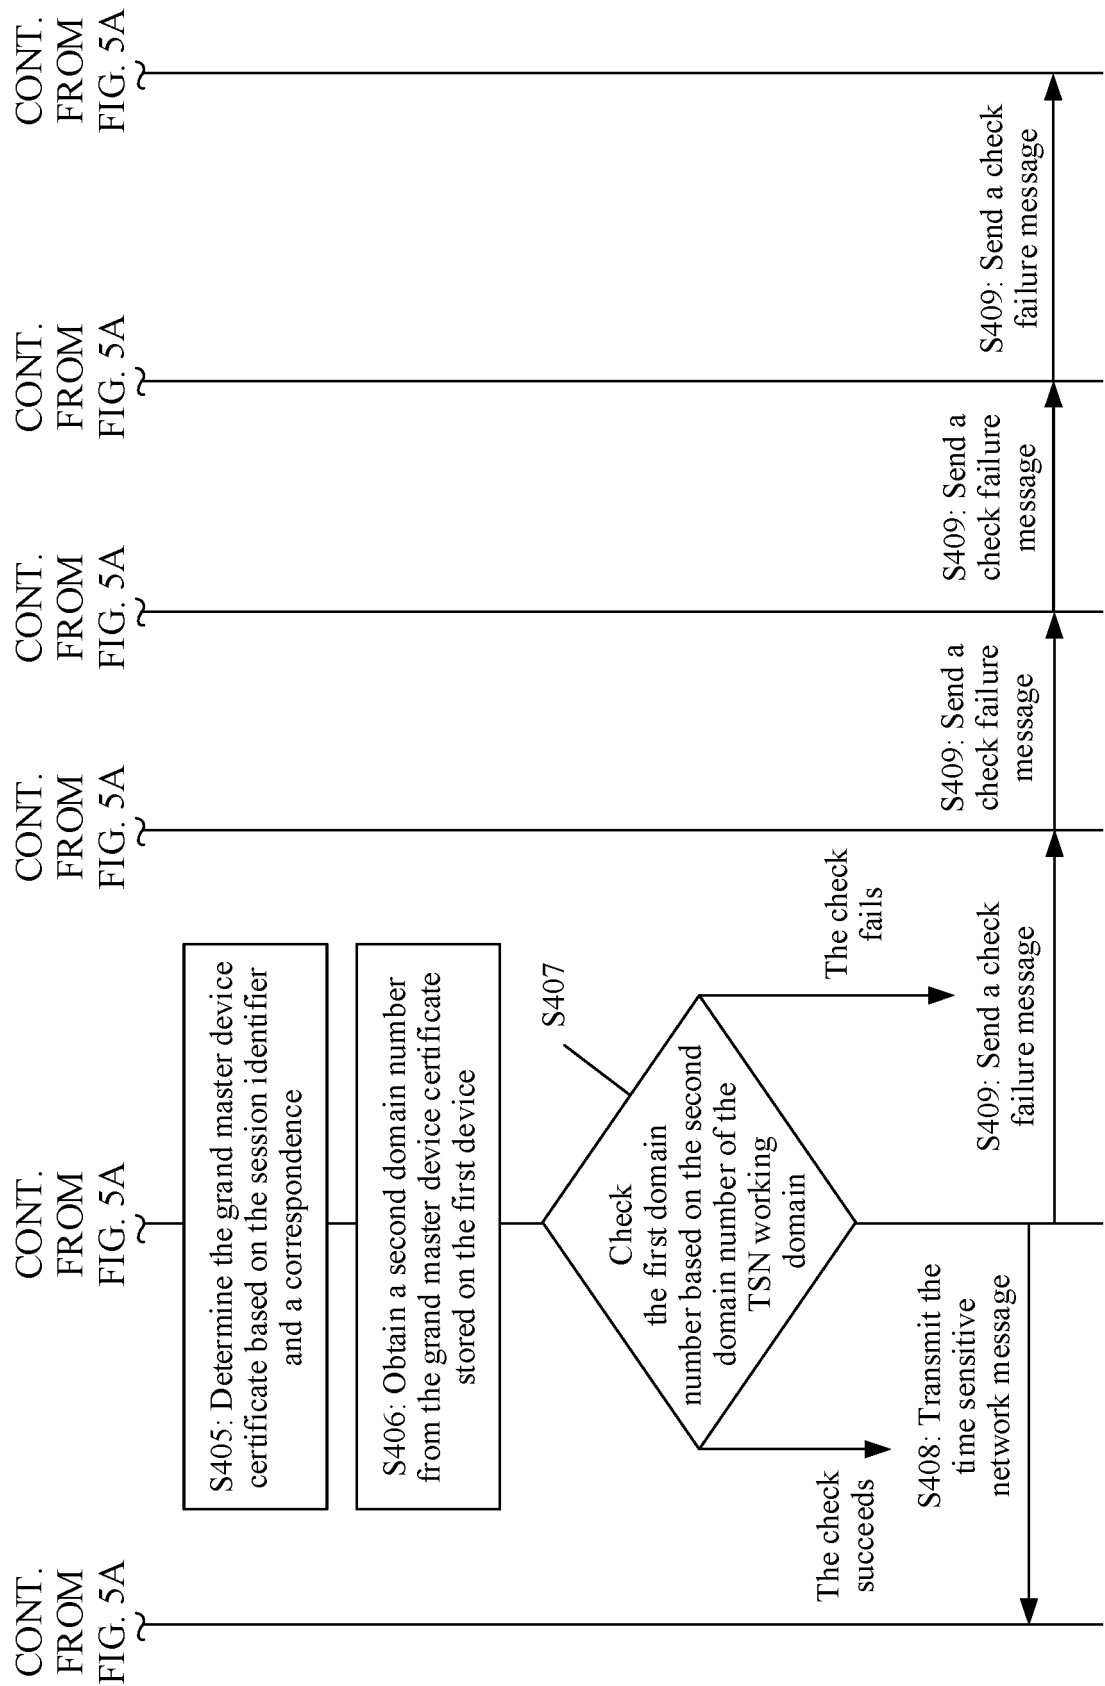 CONT.
FROM
FIG. 5A
CONT.
FROM
FIG. 5A
CONT.
FROM
FIG. 5A
CONT.
FROM
FIG. 5A
CONT.
FROM
FIG. 5A
CONT.
FROM
FIG. 5A
S405: Determine the grand master device
certificate based on the session identifier
and a correspondence
S406: Obtain a second domain number
from the grand master device certificate
stored on the first device
S407
Check
the first domain
number based on the second
domain number of the
TSN working
domain
The check
succeeds
The check
fails
S408: Transmit the
time sensitive
network message
S409: Send a check
failure message
S409: Send a
check failure
message
S409: Send a
check failure
message
S409: Send a check
failure message